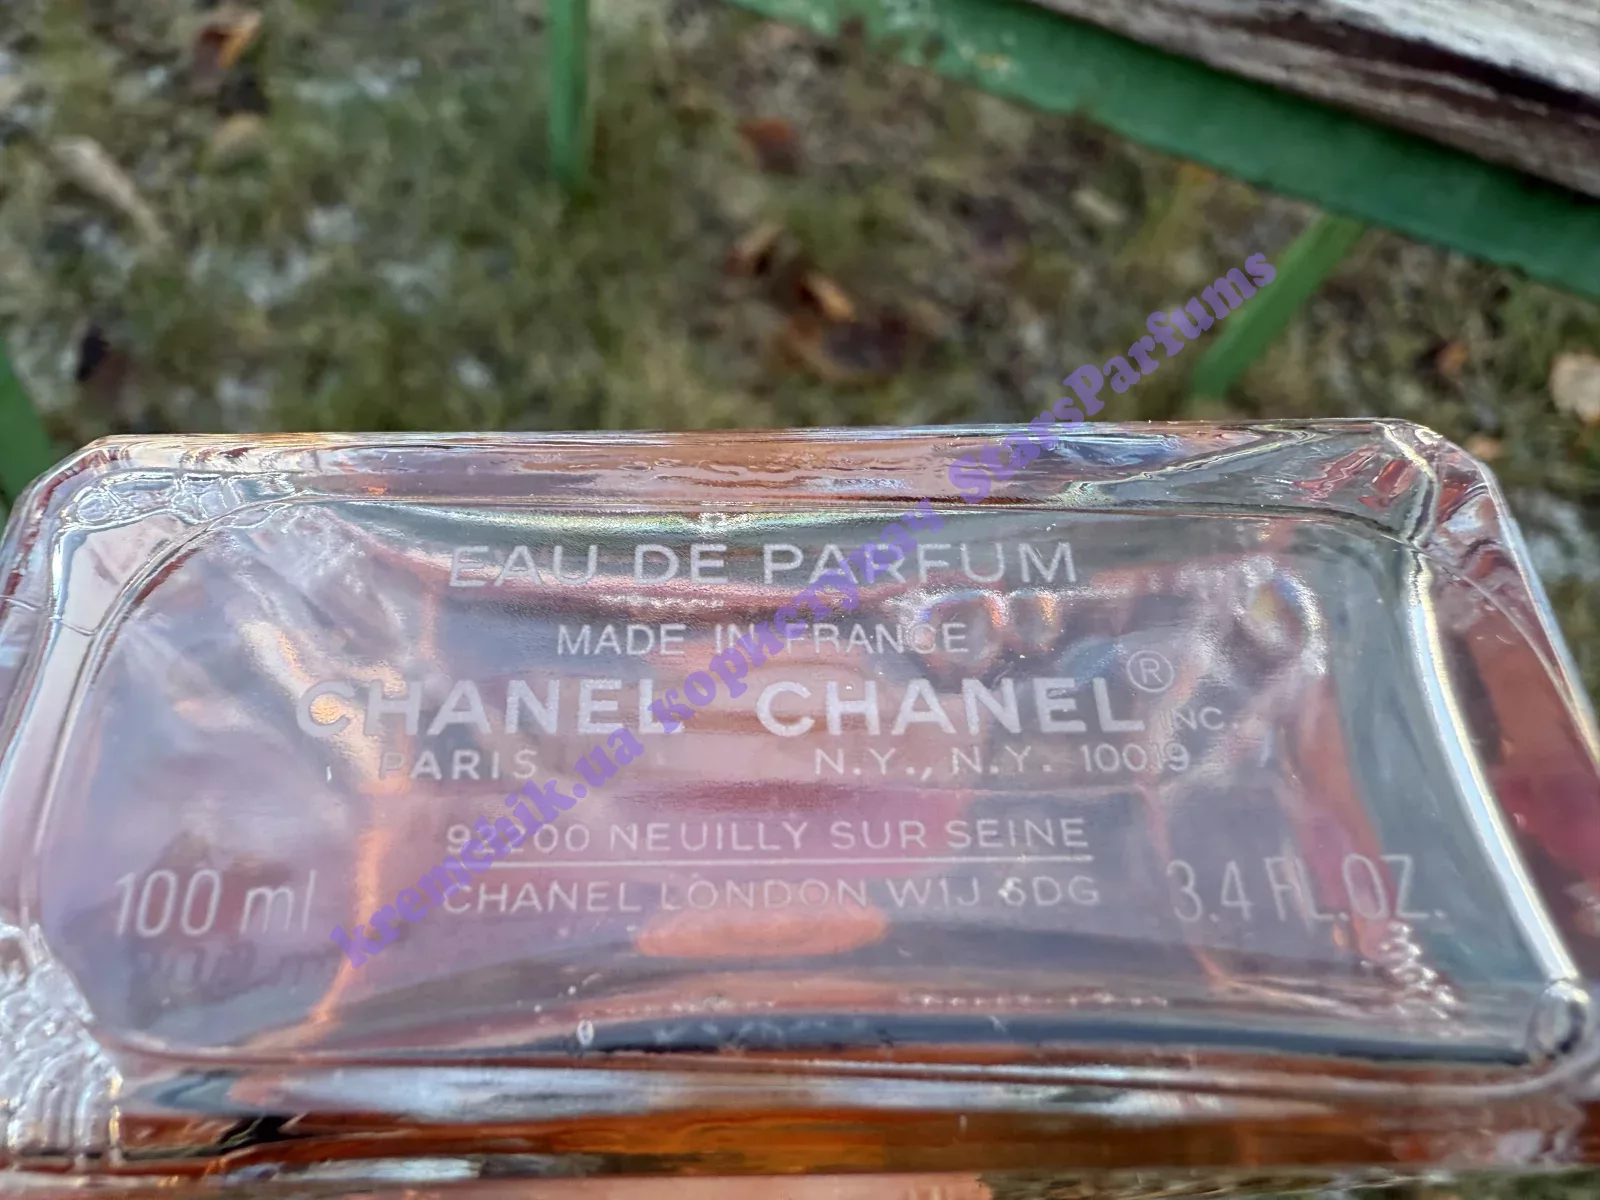 EAU DE PARFUM
MADE IN FRANCE
CHANEL CHANEL® INC.
PARIS N.Y., N.Y. 10019
92200 NEUILLY SUR SEINE
100 ml CHANEL LONDON W1J 6DG 3.4 FL.OZ.
kremchik.ua користувач StarsParfums